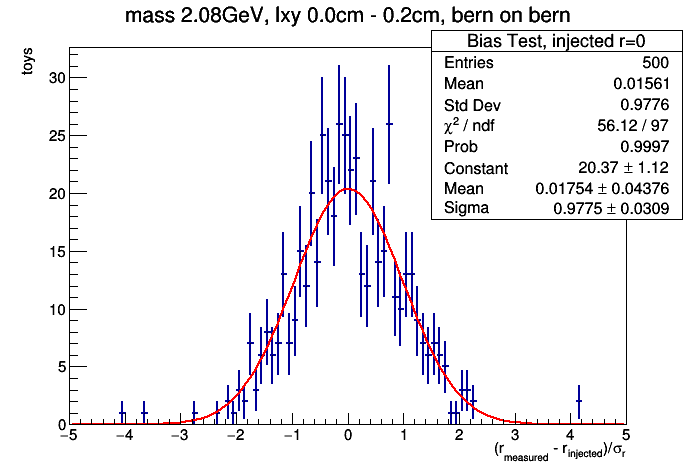 mass 2.08GeV, lxy 0.0cm - 0.2cm, bern on bern
Bias Test, injected r=0
Entries 500
Mean 0.01561
Std Dev 0.9776
χ² / ndf 56.12 / 97
Prob 0.9997
Constant 20.37 ± 1.12
Mean 0.01754 ± 0.04376
Sigma 0.9775 ± 0.0309
toys
30
25
20
15
10
5
0
−5 −4 −3 −2 −1 0 1 2 3 4 5
(r_measured - r_injected)/σ_r